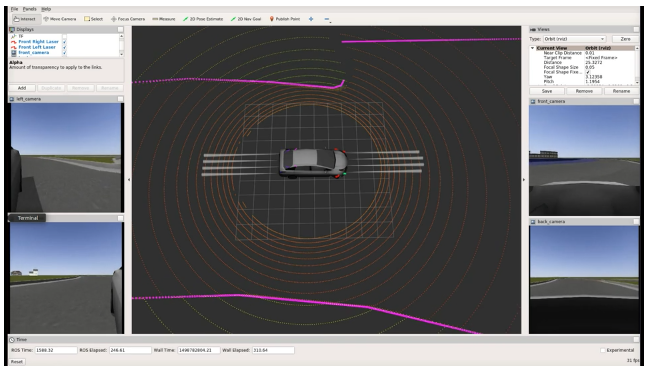 File Panels Help
Interact Move Camera Select Focus Camera Measure 2D Pose Estimate 2D Nav Goal Publish Point
Displays
TF
Front Right Laser
Front Left Laser
front_camera
Alpha
Amount of transparency to apply to the links.
Add Duplicate Remove Rename
left_camera
Terminal
Views
Type: Orbit (rviz) Zero
Current View Orbit (rviz)
Near Clip Distance 0.01
Target Frame <Fixed Frame>
Distance 25.3272
Focal Shape Size 0.05
Focal Shape Fixe...
Yaw 3.12358
Pitch 1.1954
Save Remove Rename
front_camera
back_camera
Time
ROS Time: 1588.32 ROS Elapsed: 246.61 Wall Time: 1498782899.21 Wall Elapsed: 313.64 Experimental
Reset 31 fps